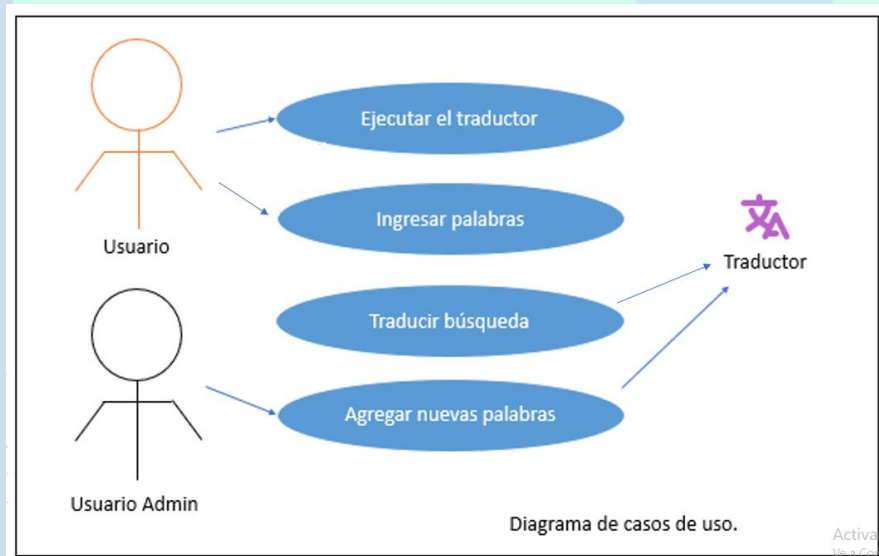 Ejecutar el traductor
Ingresar palabras
Usuario
Traductor
Traducir búsqueda
Agregar nuevas palabras
Usuario Admin
Diagrama de casos de uso.
Activa